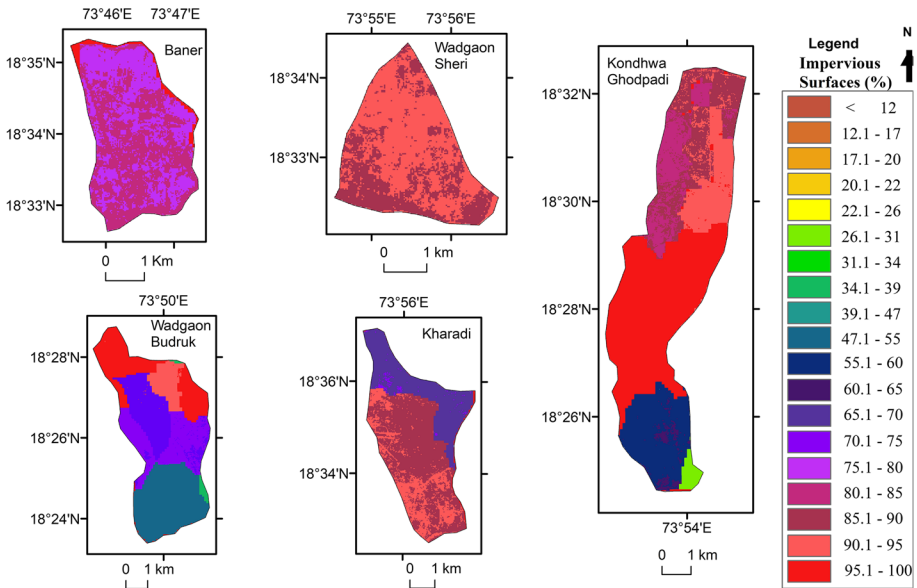 73°46'E 73°47'E
Baner
18°35'N
18°34'N
18°33'N
0 1 Km
73°55'E 73°56'E
Wadgaon
Sheri
18°34'N
18°33'N
0 1 km
Kondhwa
Ghodpadi
18°32'N
18°30'N
18°28'N
18°26'N
73°54'E
0 1 km
73°50'E
Wadgaon
Budruk
18°28'N
18°26'N
18°24'N
0 1 km
73°56'E
Kharadi
18°36'N
18°34'N
0 1 km
N
Legend
Impervious
Surfaces (%)
< 12
12.1 - 17
17.1 - 20
20.1 - 22
22.1 - 26
26.1 - 31
31.1 - 34
34.1 - 39
39.1 - 47
47.1 - 55
55.1 - 60
60.1 - 65
65.1 - 70
70.1 - 75
75.1 - 80
80.1 - 85
85.1 - 90
90.1 - 95
95.1 - 100